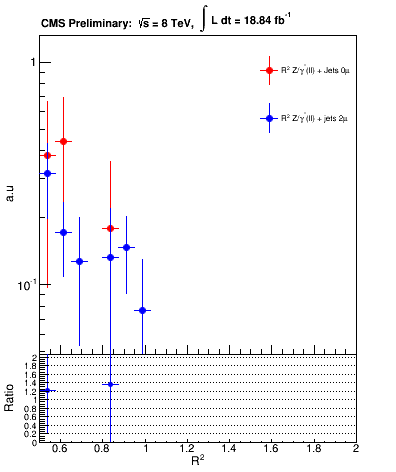 CMS Preliminary: √s = 8 TeV, ∫ L dt = 18.84 fb⁻¹
1
R² Z/γ*(ll) + Jets 0μ
R² Z/γ*(ll) + jets 2μ
a.u
10⁻¹
2
1.8
1.6
1.4
1.2
1
0.8
0.6
0.4
0.2
0
Ratio
0.6 0.8 1 1.2 1.4 1.6 1.8 2
R²